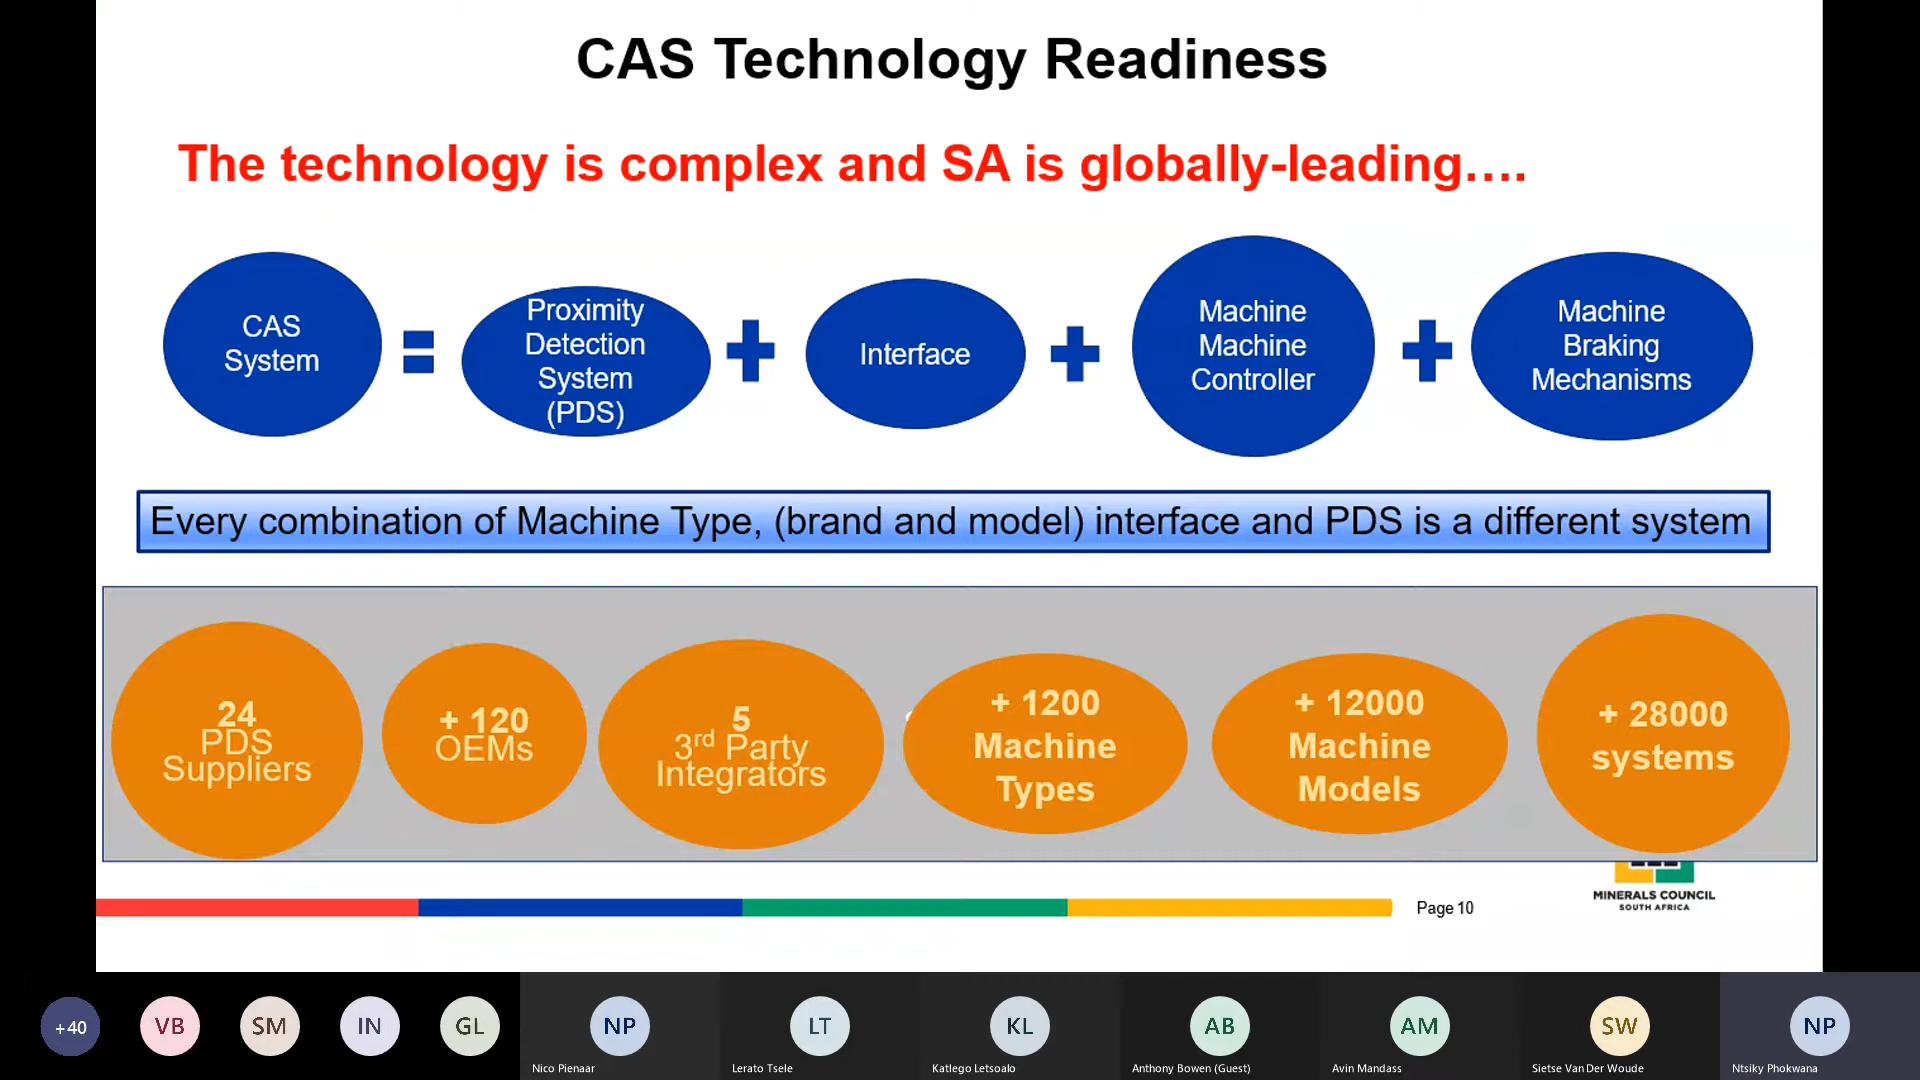 CAS Technology Readiness
The technology is complex and SA is globally-leading….
CAS
System
=
Proximity
Detection
System
(PDS)
+
Interface
+
Machine
Machine
Controller
+
Machine
Braking
Mechanisms
Every combination of Machine Type, (brand and model) interface and PDS is a different system
24
PDS
Suppliers
+ 120
OEMs
5
3rd Party
Integrators
+ 1200
Machine
Types
+ 12000
Machine
Models
+ 28000
systems
MINERALS COUNCIL
SOUTH AFRICA
Page 10
+40
VB
SM
IN
GL
NP
Nico Pienaar
LT
Lerato Tsele
KL
Katlego Letsoalo
AB
Anthony Bowen (Guest)
AM
Avin Mandass
SW
Sietse Van Der Woude
NP
Ntsiky Phokwana